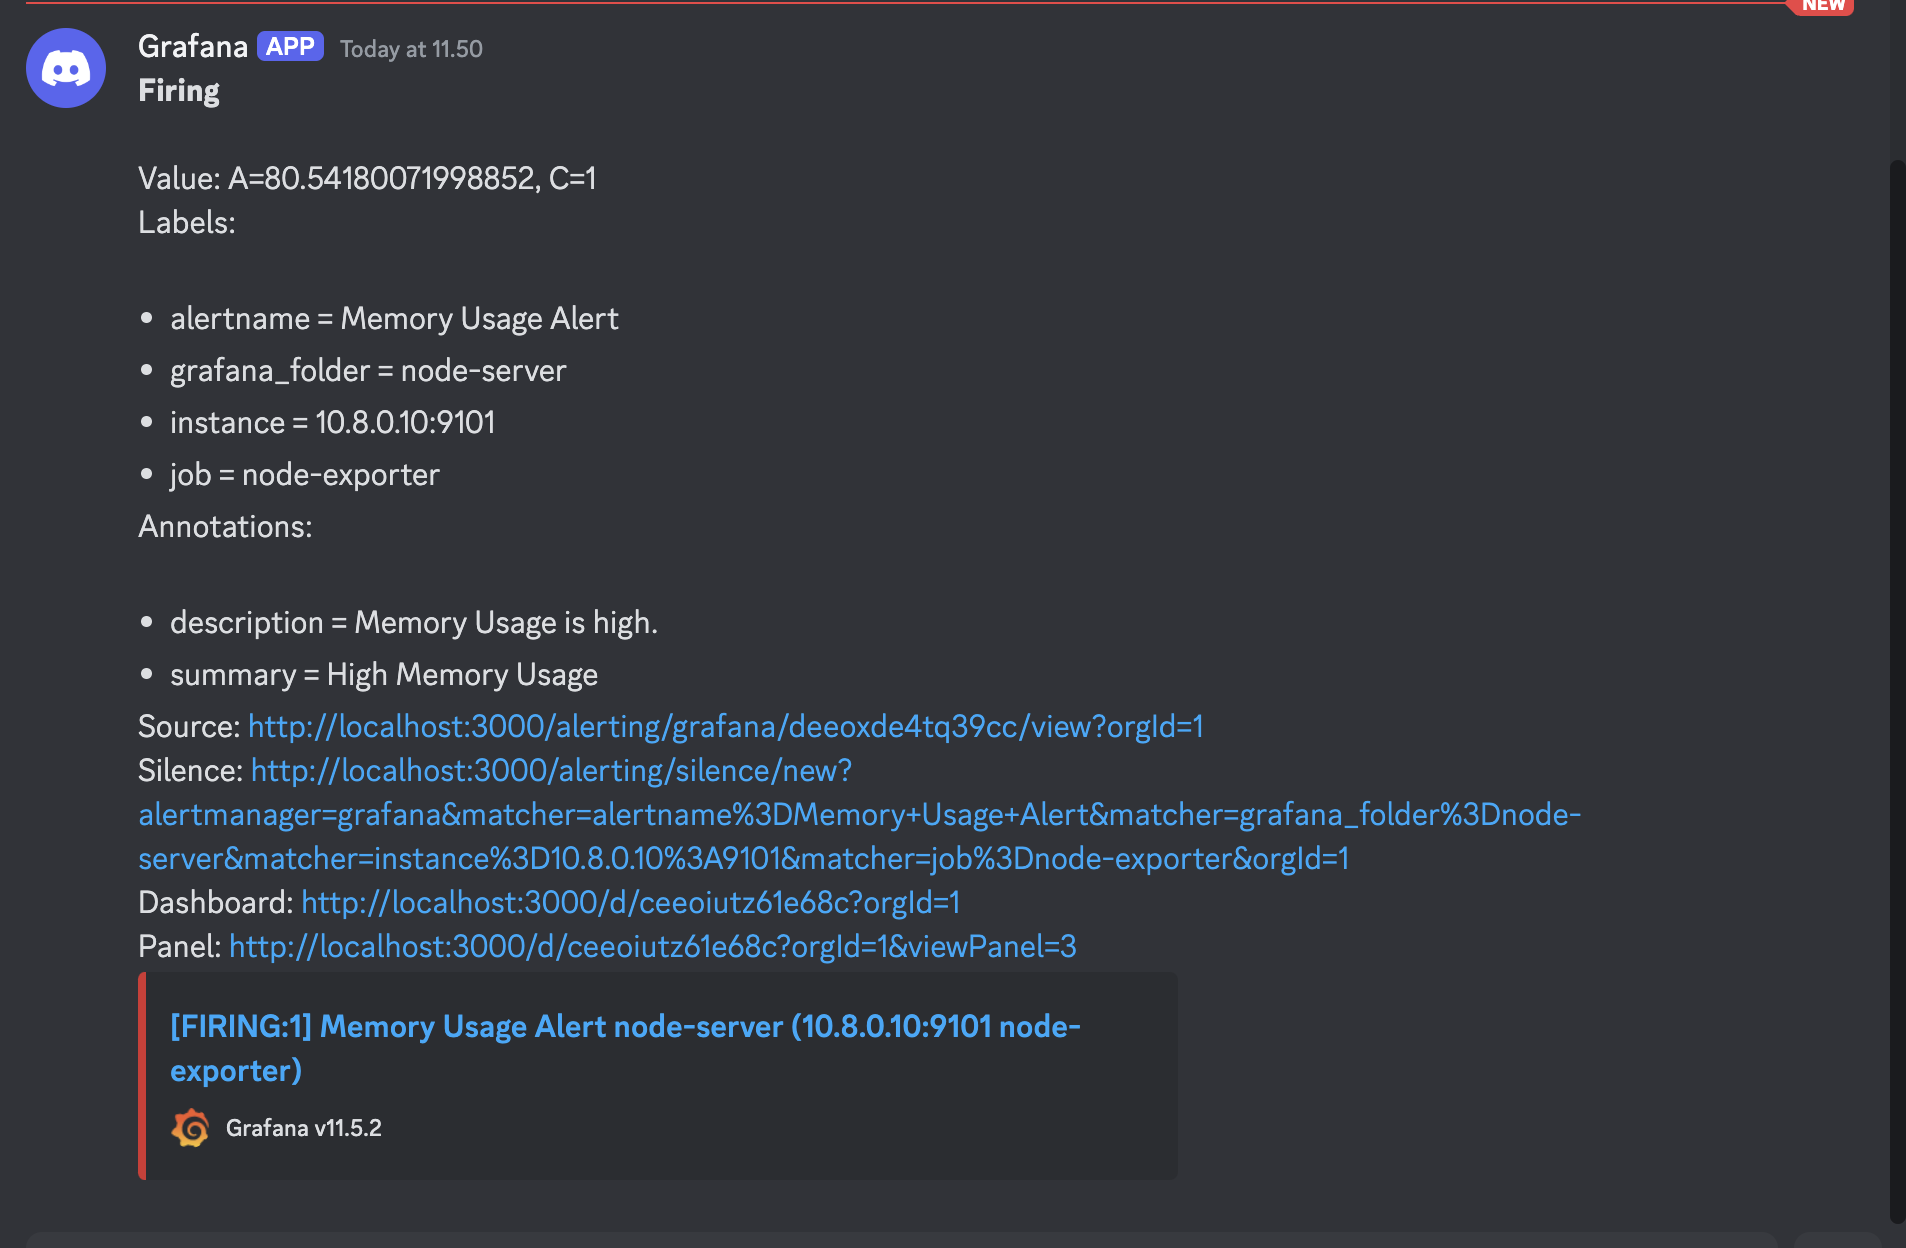 NEW
Grafana APP Today at 11.50
Firing
Value: A=80.54180071998852, C=1
Labels:
• alertname = Memory Usage Alert
• grafana_folder = node-server
• instance = 10.8.0.10:9101
• job = node-exporter
Annotations:
• description = Memory Usage is high.
• summary = High Memory Usage
Source: http://localhost:3000/alerting/grafana/deeoxde4tq39cc/view?orgId=1
Silence: http://localhost:3000/alerting/silence/new?
alertmanager=grafana&matcher=alertname%3DMemory+Usage+Alert&matcher=grafana_folder%3Dnode-
server&matcher=instance%3D10.8.0.10%3A9101&matcher=job%3Dnode-exporter&orgId=1
Dashboard: http://localhost:3000/d/ceeoiutz61e68c?orgId=1
Panel: http://localhost:3000/d/ceeoiutz61e68c?orgId=1&viewPanel=3
[FIRING:1] Memory Usage Alert node-server (10.8.0.10:9101 node-
exporter)
Grafana v11.5.2